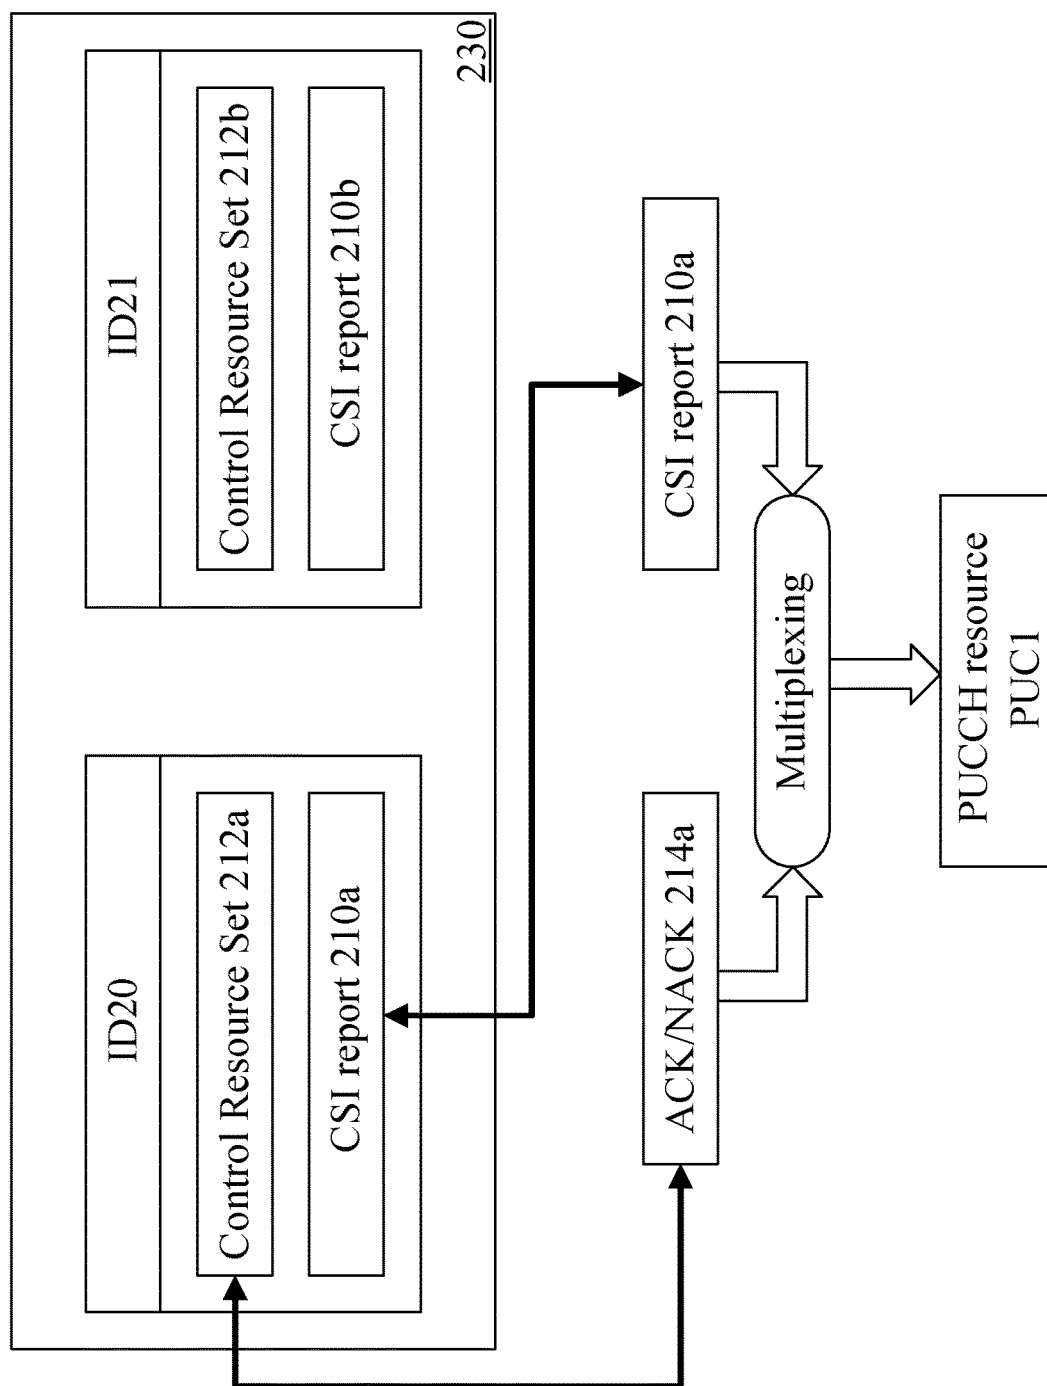 ID20
Control Resource Set 212a
CSI report 210a
ID21
Control Resource Set 212b
CSI report 210b
230
ACK/NACK 214a
CSI report 210a
Multiplexing
PUCCH resource
PUC1